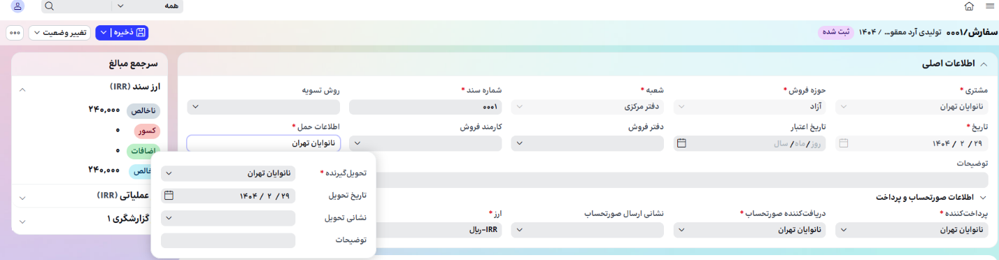 همه
سفارش/۰۰۰۱ تولیدی آرد معقو... / ۱۴۰۴ ثبت شده
ذخیره
تغییر وضعیت
اطلاعات اصلی
مشتری * حوزه فروش * شعبه * شماره سند * روش تسویه
نانوایان تهران آزاد دفتر مرکزی ۰۰۰۱
تاریخ * تاریخ اعتبار دفتر فروش کارمند فروش اطلاعات حمل *
۱۴۰۴ / ۲ / ۲۹ روز/ماه/ سال نانوایان تهران
توضیحات
اطلاعات صورتحساب و پرداخت
پرداخت‌کننده * دریافت‌کننده صورتحساب * نشانی ارسال صورتحساب ارز *
نانوایان تهران نانوایان تهران IRR-ریال
تحویل‌گیرنده * نانوایان تهران
تاریخ تحویل ۱۴۰۴ / ۲ / ۲۹
نشانی تحویل
توضیحات
سرجمع مبالغ
ارز سند (IRR)
ناخالص ۲۴۰,۰۰۰
کسور ۰
اضافات ۰
خالص ۲۴۰,۰۰۰
عملیاتی (IRR)
گزارشگری ۱